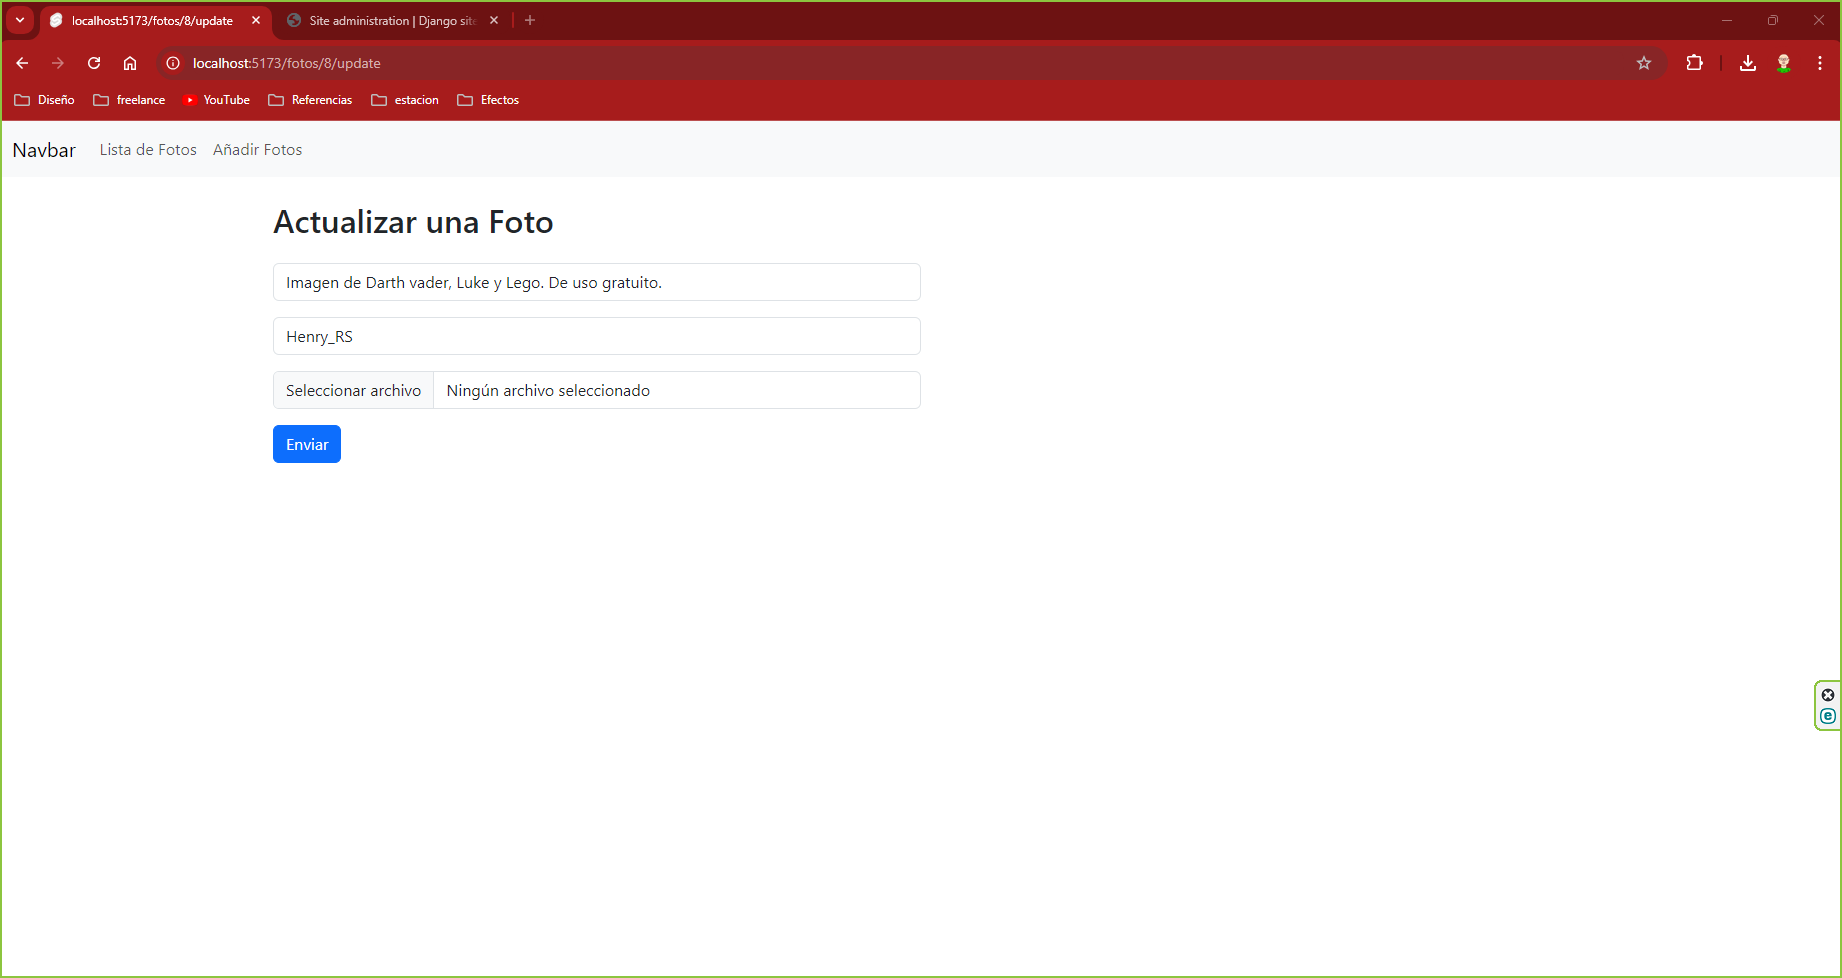 localhost:5173/fotos/8/update
Site administration | Django site
localhost:5173/fotos/8/update
Diseño freelance YouTube Referencias estacion Efectos
Navbar Lista de Fotos Añadir Fotos
Actualizar una Foto
Imagen de Darth vader, Luke y Lego. De uso gratuito.
Henry_RS
Seleccionar archivo Ningún archivo seleccionado
Enviar